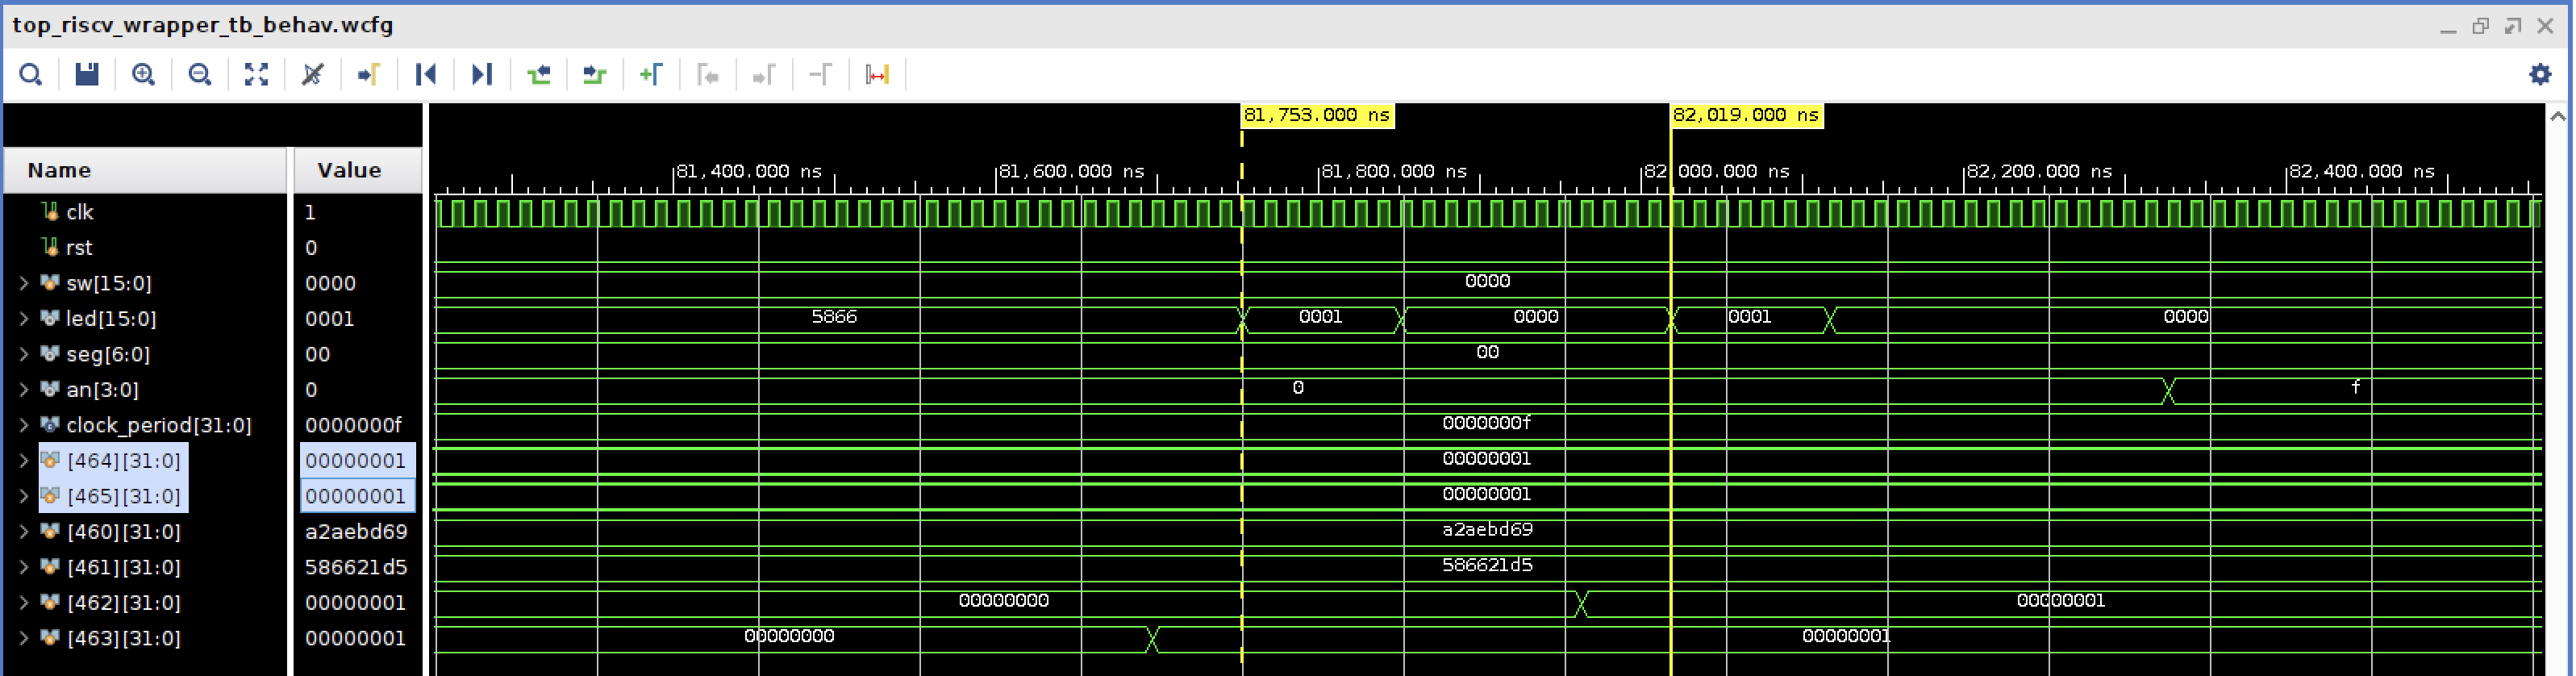 top_riscv_wrapper_tb_behav.wcfg
81,753.000 ns 82,019.000 ns
Name Value 81,400.000 ns 81,600.000 ns 81,800.000 ns 82,000.000 ns 82,200.000 ns 82,400.000 ns
clk 1
rst 0
sw[15:0] 0000 0000
led[15:0] 0001 5866 0001 0000 0001 0000
seg[6:0] 00 00
an[3:0] 0 0 f
clock_period[31:0] 0000000f 0000000f
[464][31:0] 00000001 00000001
[465][31:0] 00000001 00000001
[460][31:0] a2aebd69 a2aebd69
[461][31:0] 586621d5 586621d5
[462][31:0] 00000001 00000000 00000001
[463][31:0] 00000001 00000000 00000001